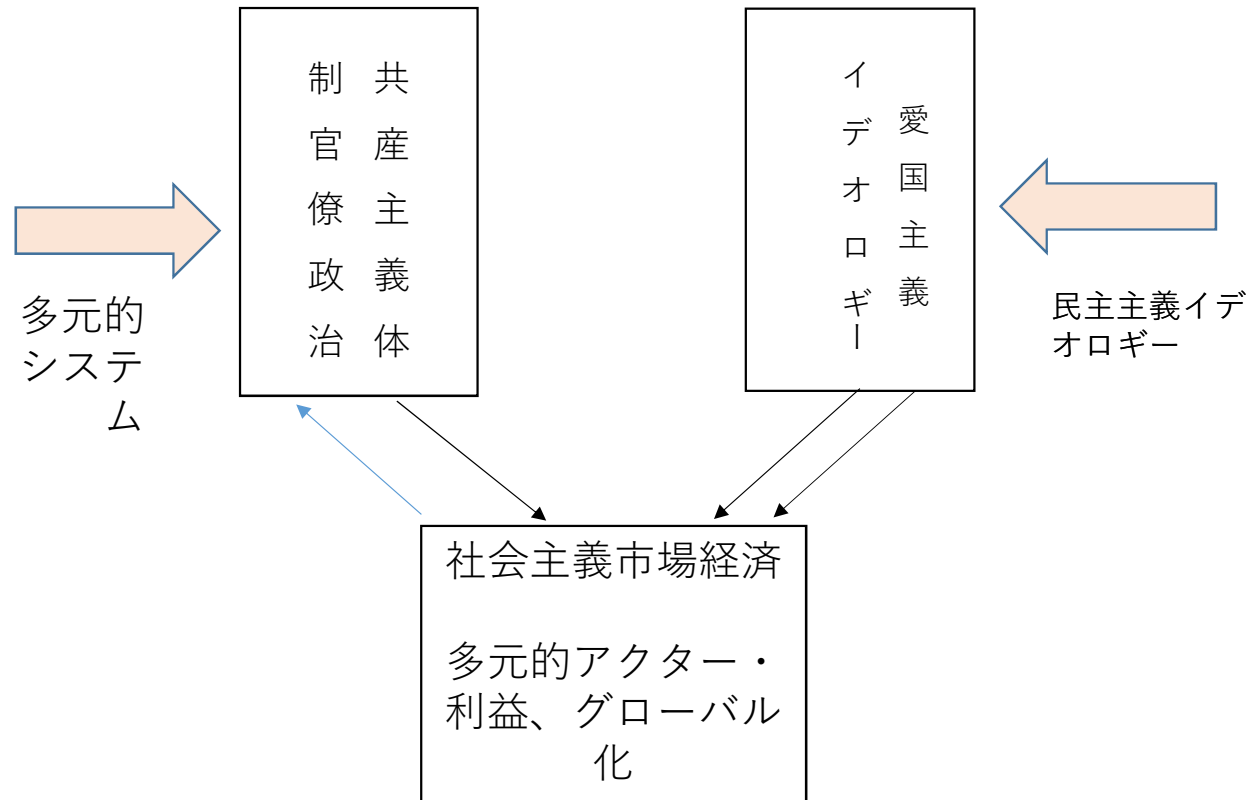 共産主義体
制官僚政治
愛国主義
イデオロギー
多元的
システ
ム
民主主義イデ
オロギー
社会主義市場経済
多元的アクター・
利益、グローバル
化